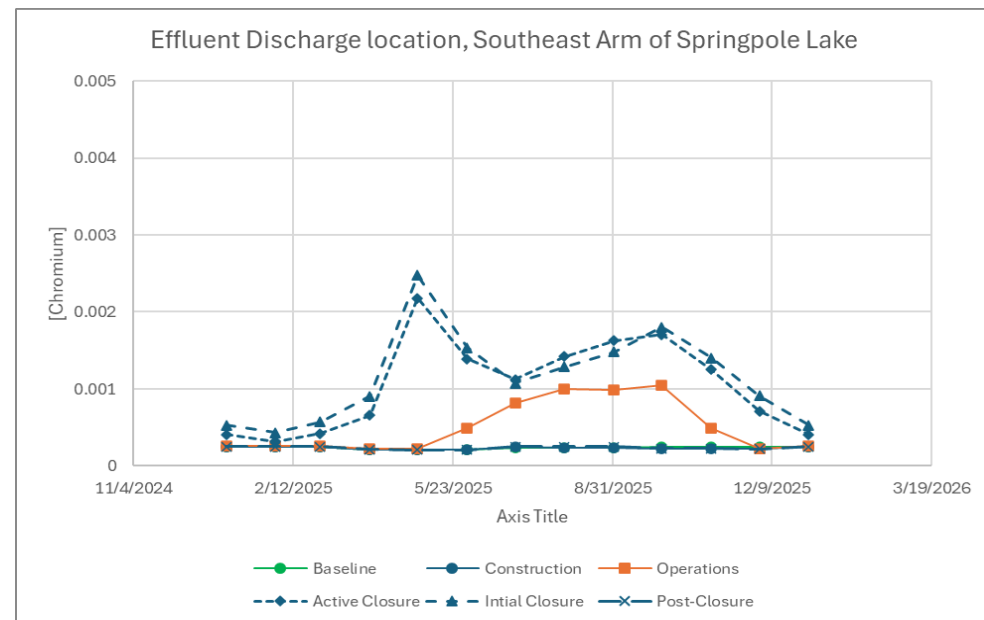 Effluent Discharge location, Southeast Arm of Springpole Lake
0.005
0.004
0.003
0.002
0.001
0
[Chromium]
11/4/2024 2/12/2025 5/23/2025 8/31/2025 12/9/2025 3/19/2026
Axis Title
Baseline Construction Operations
Active Closure Intial Closure Post-Closure